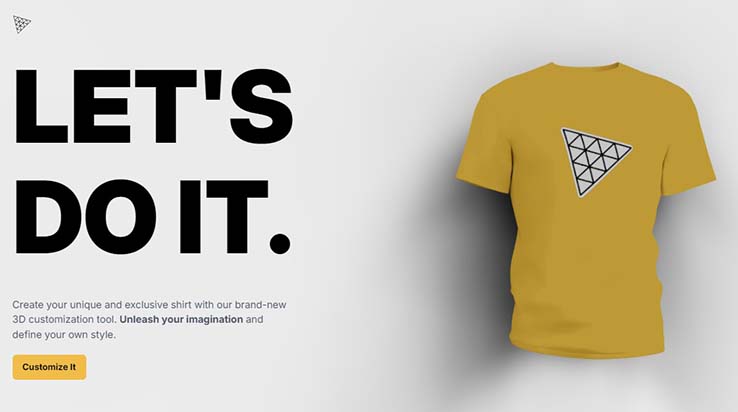 LET'S
DO IT.
Create your unique and exclusive shirt with our brand-new
3D customization tool. Unleash your imagination and
define your own style.
Customize It